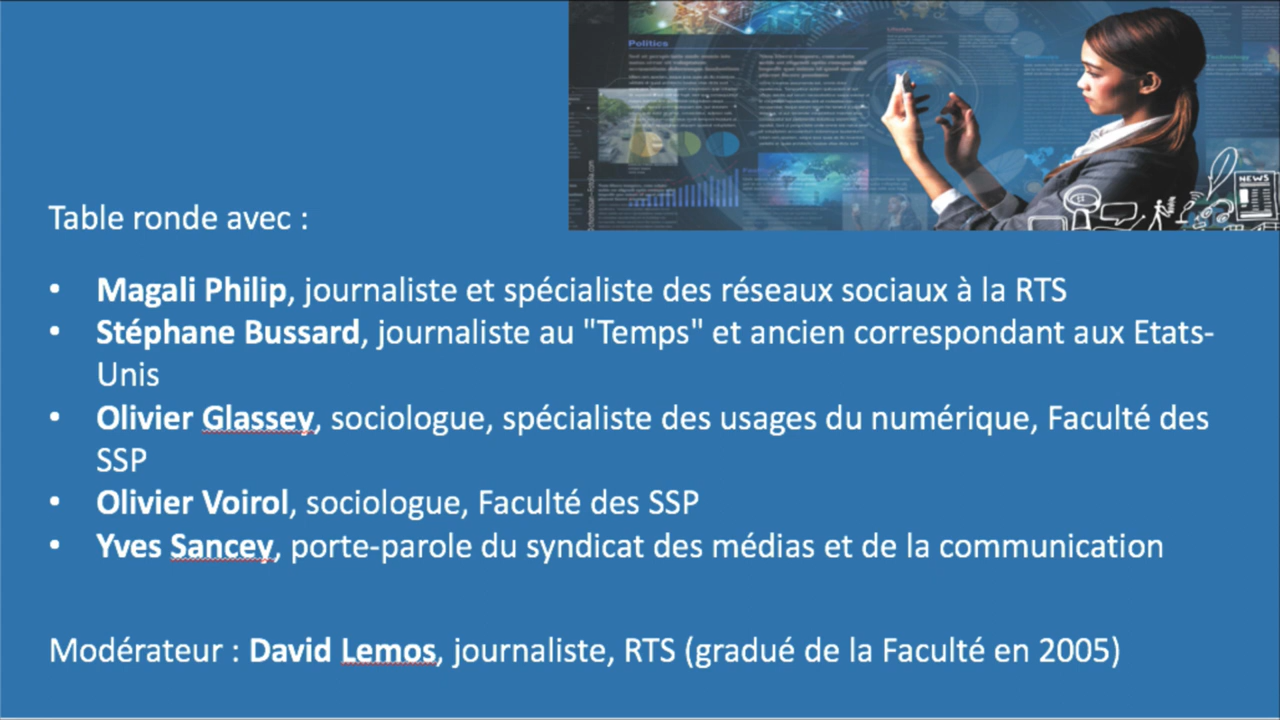 Politics
Lifestyle
NEWS
Table ronde avec :
• Magali Philip, journaliste et spécialiste des réseaux sociaux à la RTS
• Stéphane Bussard, journaliste au "Temps" et ancien correspondant aux Etats-
Unis
• Olivier Glassey, sociologue, spécialiste des usages du numérique, Faculté des
SSP
• Olivier Voirol, sociologue, Faculté des SSP
• Yves Sancey, porte-parole du syndicat des médias et de la communication
Modérateur : David Lemos, journaliste, RTS (gradué de la Faculté en 2005)